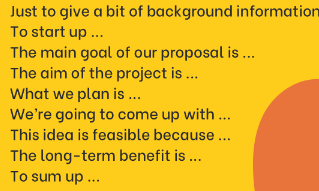 Just to give a bit of background information
To start up ...
The main goal of our proposal is ...
The aim of the project is ...
What we plan is ...
We're going to come up with ...
This idea is feasible because ...
The long-term benefit is ...
To sum up ...